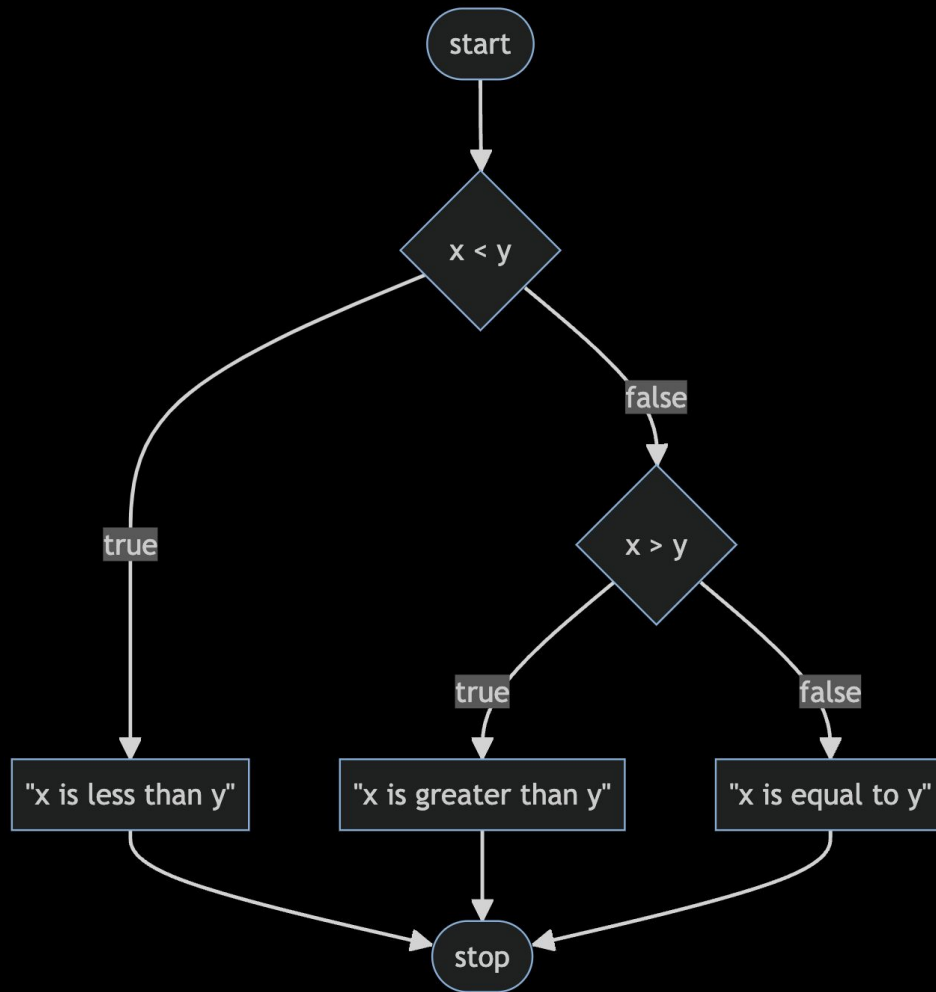 start
x < y
false
true
x > y
true
false
"x is less than y"
"x is greater than y"
"x is equal to y"
stop